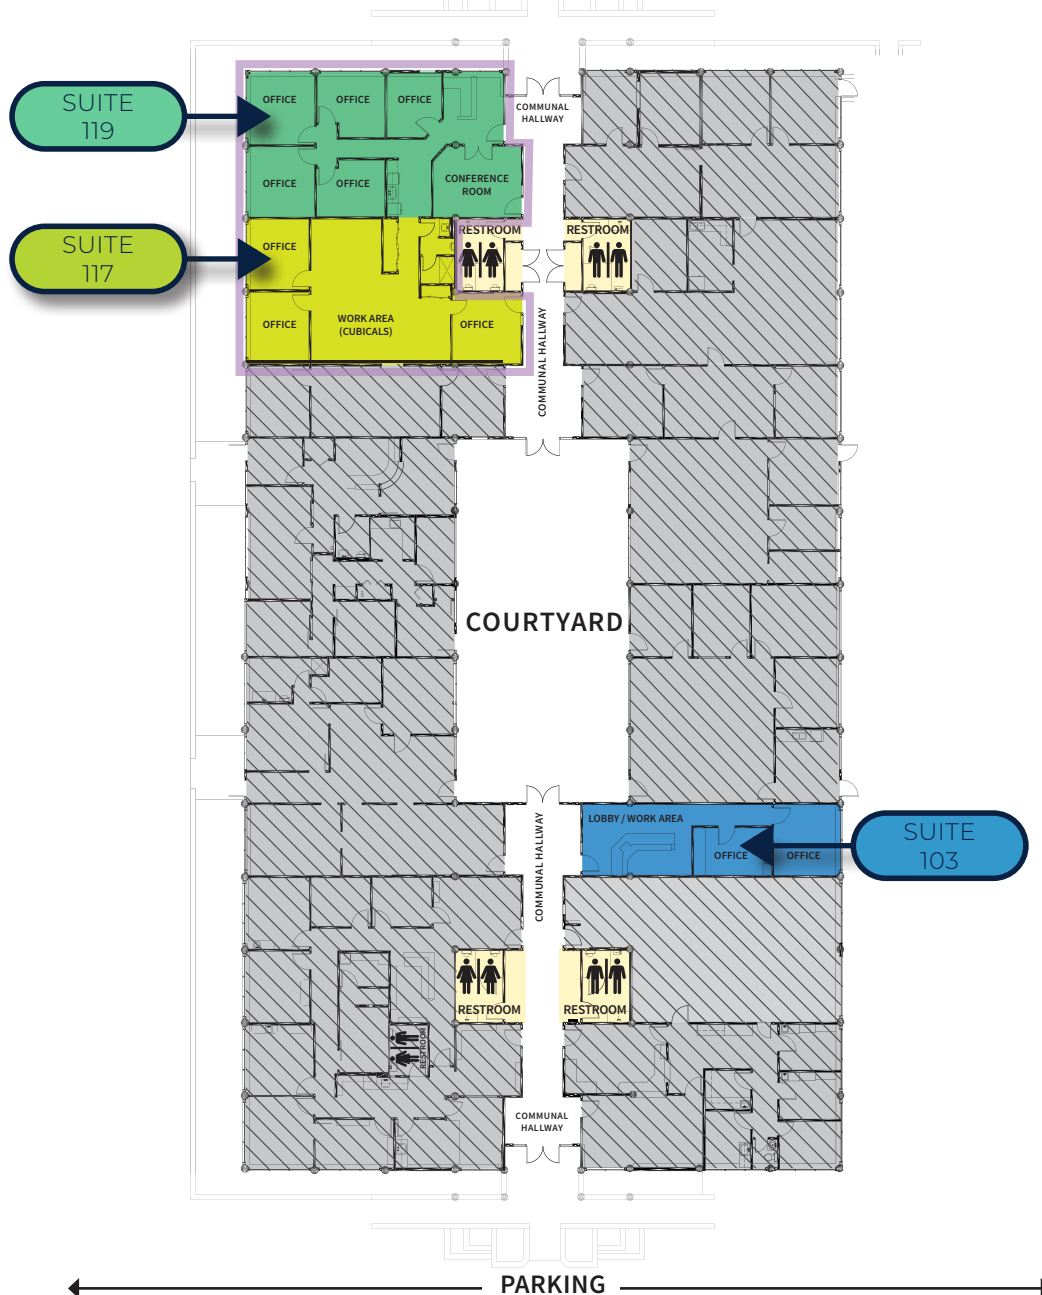 SUITE
119
OFFICE
OFFICE
OFFICE
COMMUNAL
HALLWAY
OFFICE
OFFICE
CONFERENCE
ROOM
SUITE
117
OFFICE
RESTROOM
RESTROOM
OFFICE
WORK AREA
(CUBICALS)
OFFICE
COMMUNAL HALLWAY
COURTYARD
LOBBY / WORK AREA
OFFICE
OFFICE
SUITE
103
COMMUNAL HALLWAY
RESTROOM
RESTROOM
RESTROOM
COMMUNAL
HALLWAY
PARKING